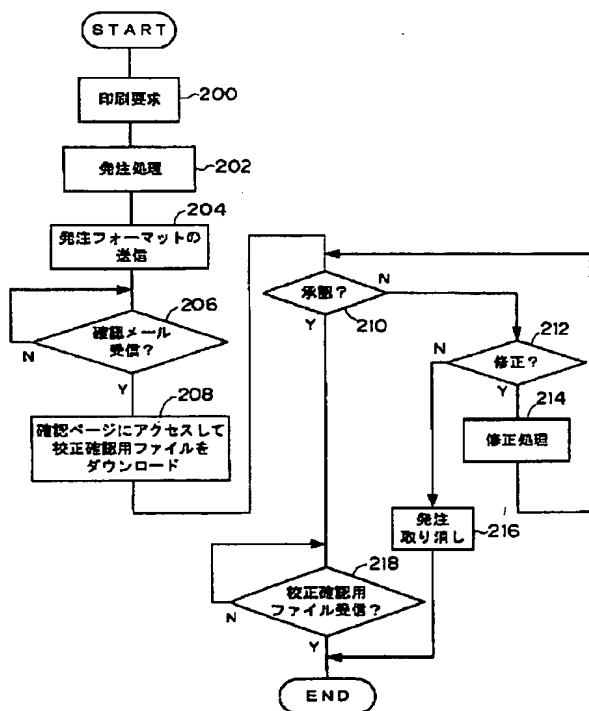 START
印刷要求
200
発注処理
202
204
発注フォーマットの
送信
206
確認メール
受信?
N
Y
208
確認ページにアクセスして
校正確認用ファイルを
ダウンロード
承認?
N
210
Y
212
修正?
N
Y
214
修正処理
発注
取り消し
216
218
校正確認用
ファイル受信?
N
Y
END